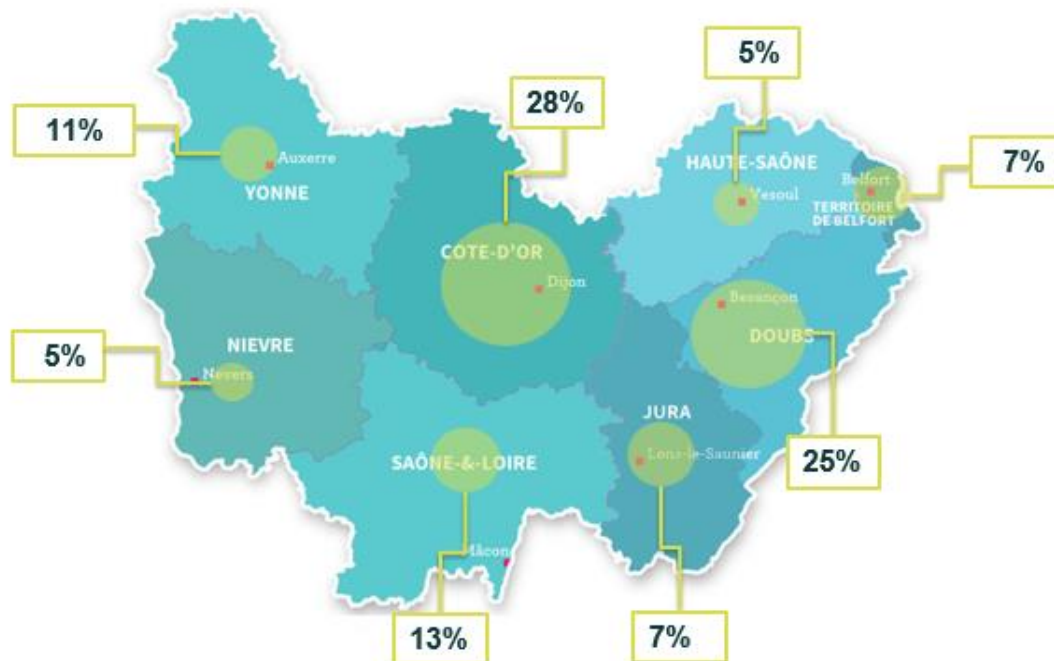 5%
28%
11%
HAUTE-SAÔNE
7%
Auxerre
Belfort
YONNE
Vesoul
TERRITOIRE
DE BELFORT
COTE-D'OR
Dijon
Besançon
NIEVRE
DOUBS
5%
Nevers
JURA
SAÔNE-&-LOIRE
Lons-le-Saunier
25%
Mâcon
13%
7%